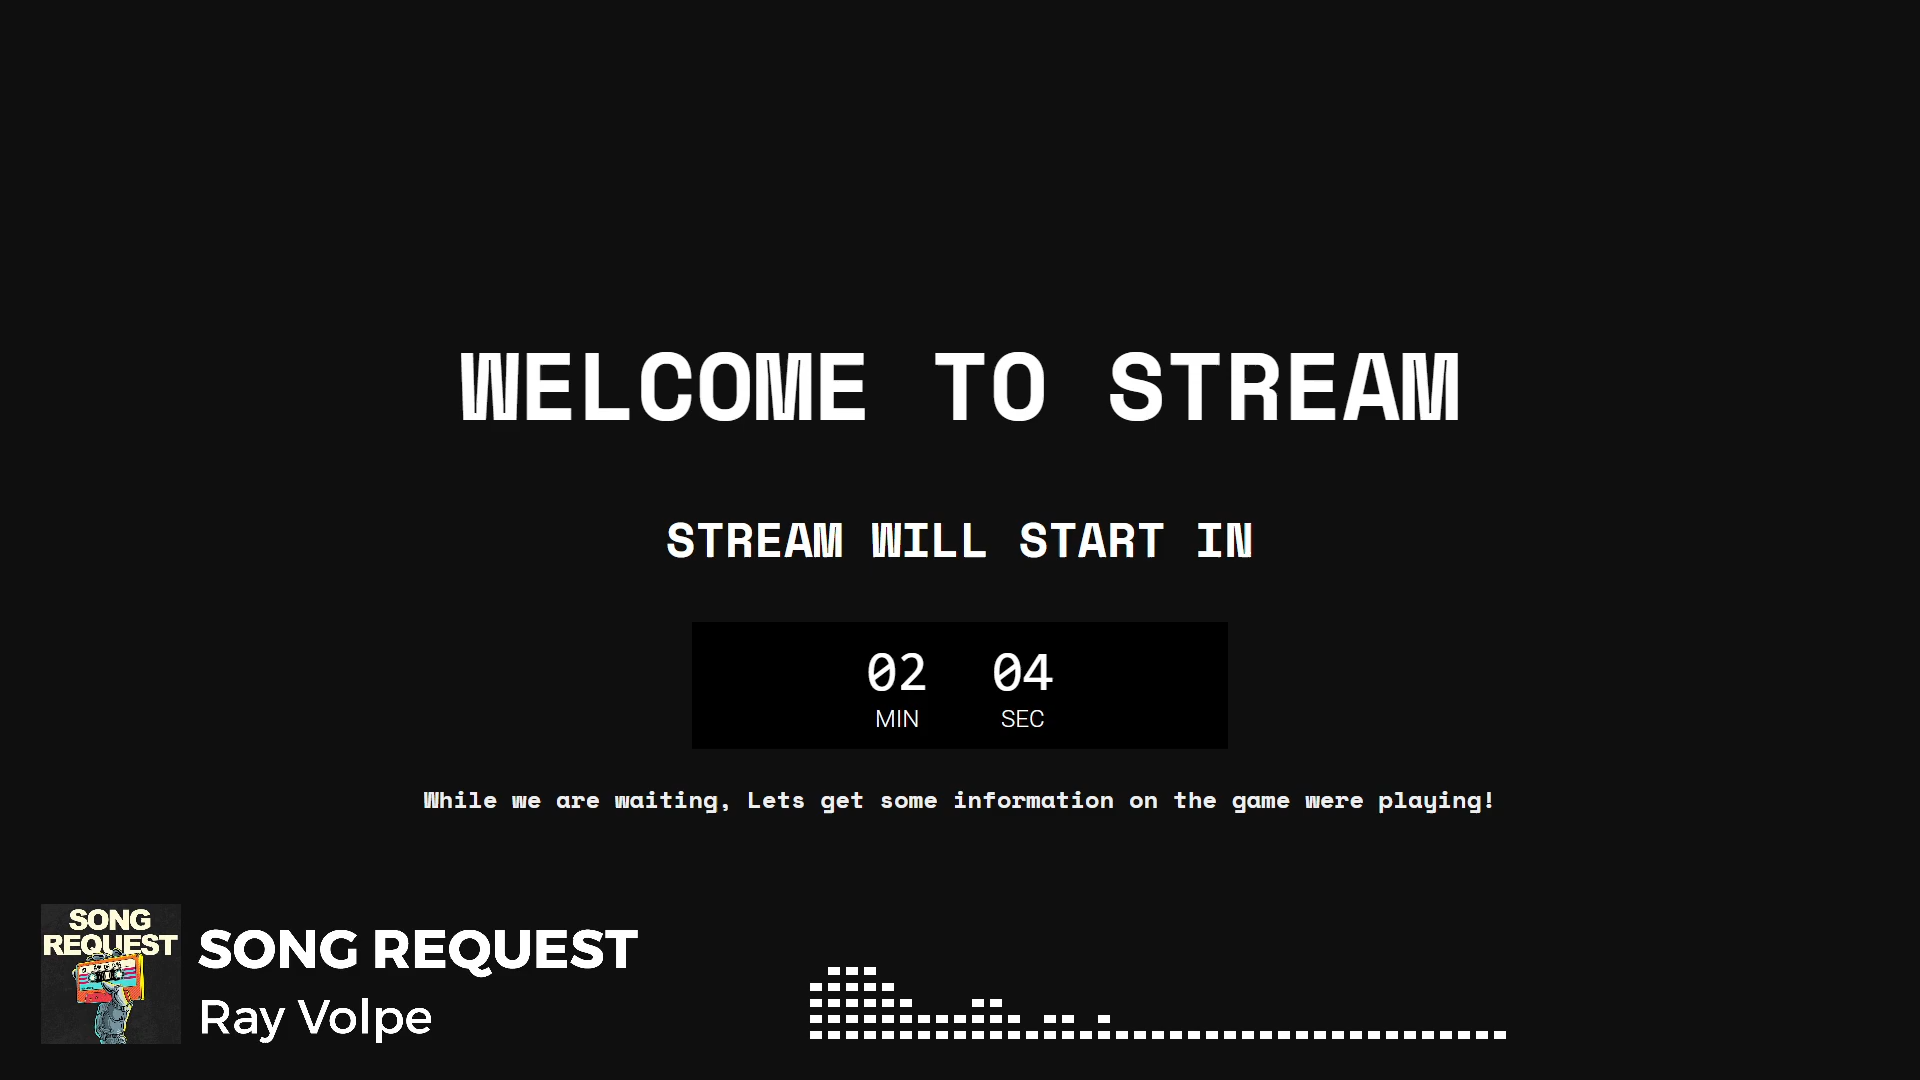 WELCOME TO STREAM
STREAM WILL START IN
02 04
MIN SEC
While we are waiting, Lets get some information on the game were playing!
SONG
REQUEST
SONG REQUEST
Ray Volpe